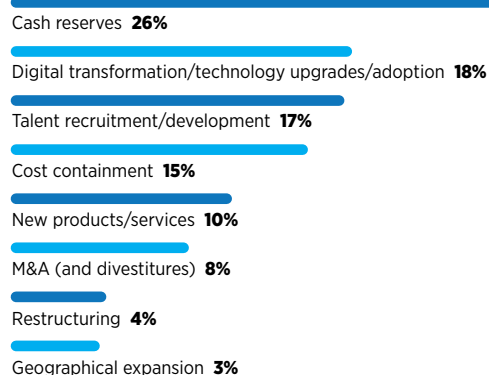 Cash reserves 26%
Digital transformation/technology upgrades/adoption 18%
Talent recruitment/development 17%
Cost containment 15%
New products/services 10%
M&A (and divestitures) 8%
Restructuring 4%
Geographical expansion 3%